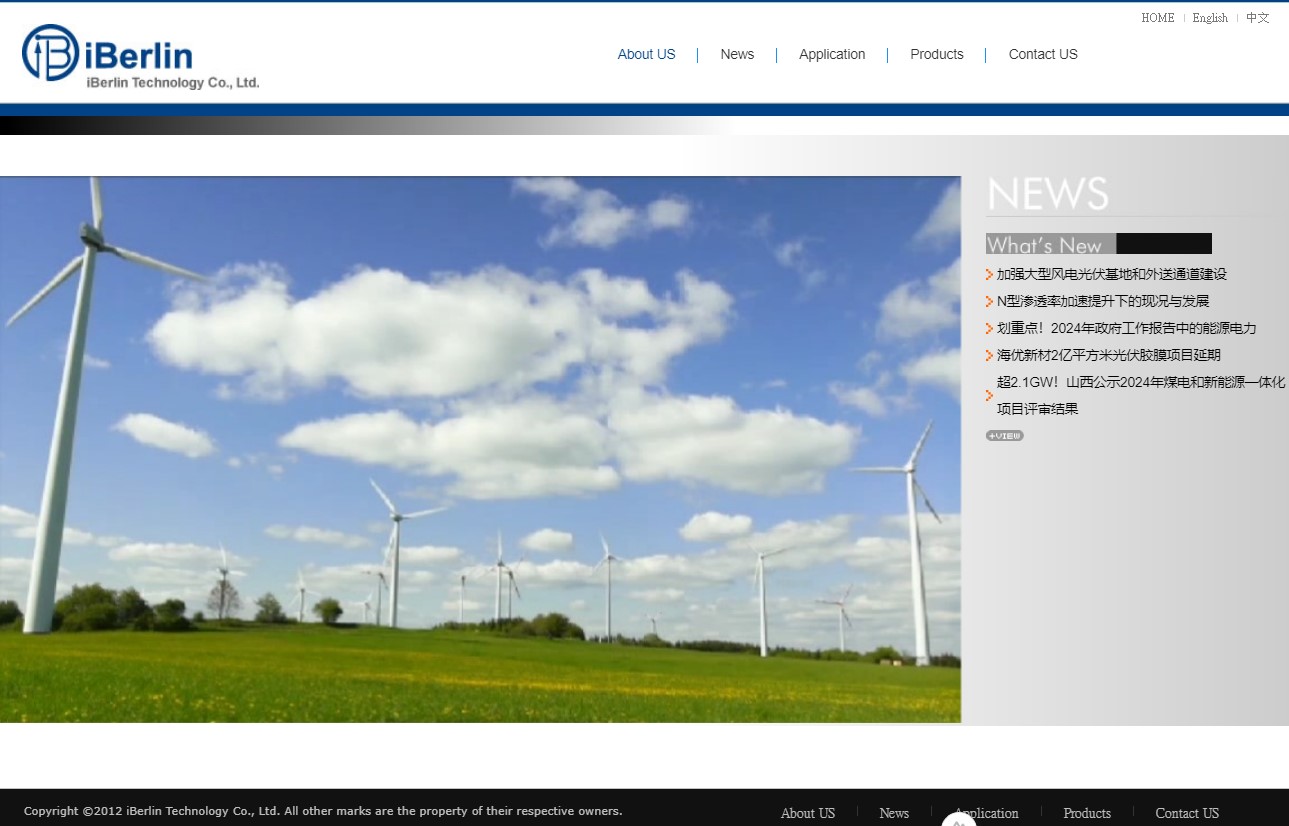 HOME | English | 中文
iBerlin
iBerlin Technology Co., Ltd.
About US | News | Application | Products | Contact US
NEWS
What's New
加强大型风电光伏基地和外送通道建设
N型渗透率加速提升下的现况与发展
划重点！2024年政府工作报告中的能源电力
海优新材2亿平方米光伏胶膜项目延期
超2.1GW！山西公示2024年煤电和新能源一体化
项目评审结果
+VIEW
Copyright ©2012 iBerlin Technology Co., Ltd. All other marks are the property of their respective owners.
About US | News | Application | Products | Contact US